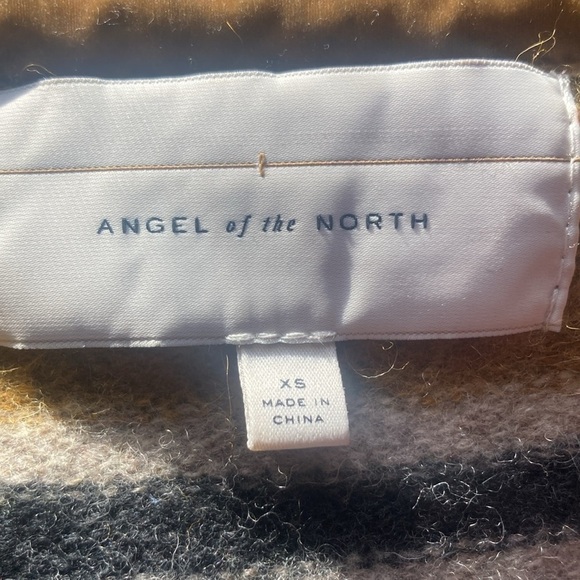 ANGEL of the NORTH
XS
MADE IN
CHINA